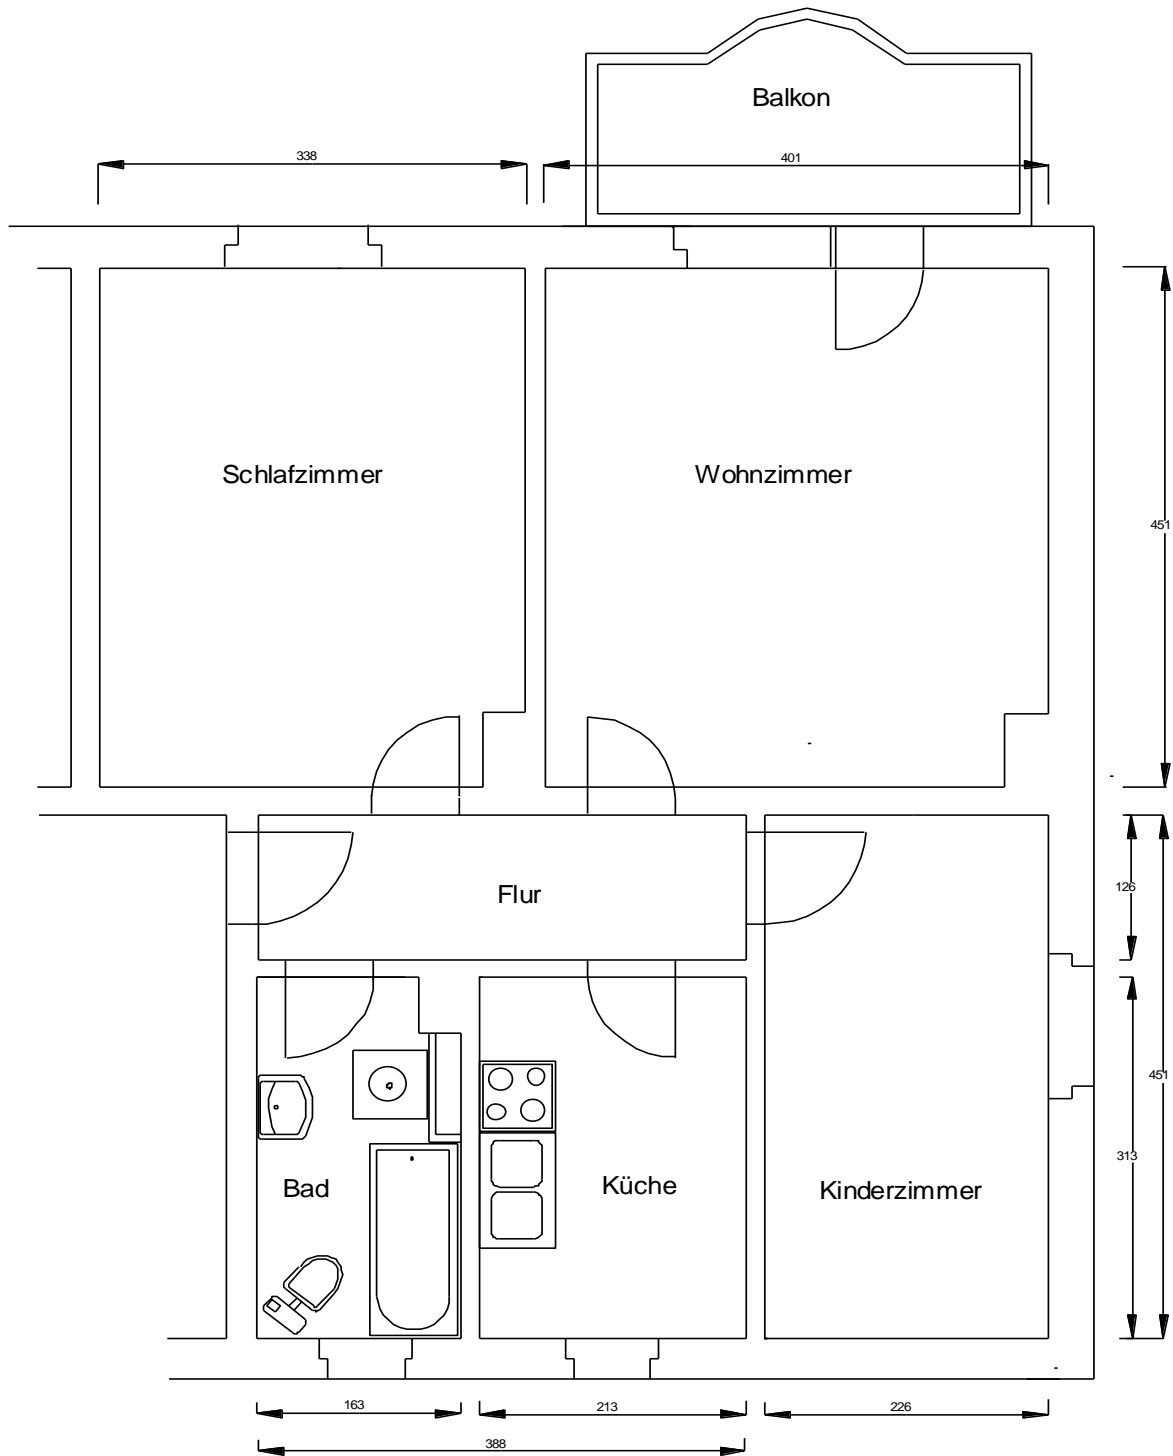 Balkon
338
401
Schlafzimmer
Wohnzimmer
451
Flur
126
451
313
Bad
Küche
Kinderzimmer
163
213
226
388